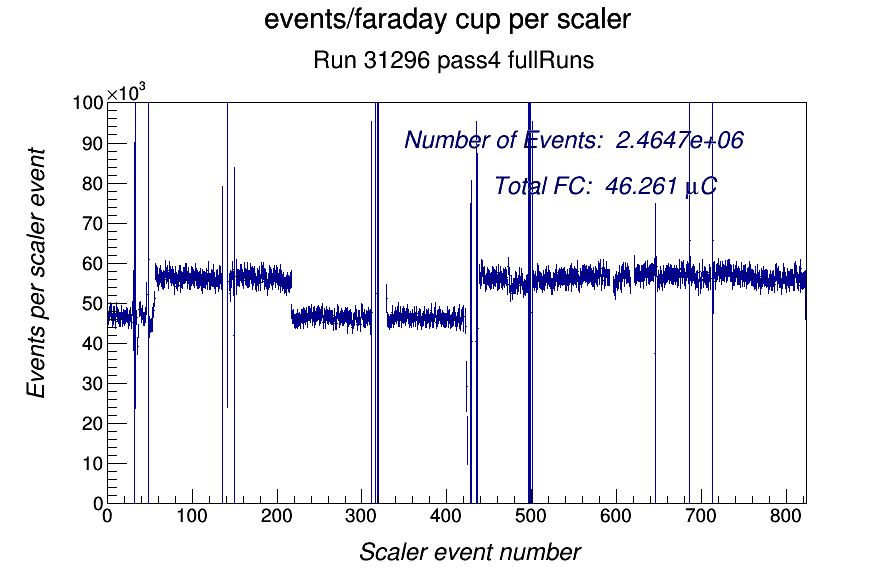 events/faraday cup per scaler
Run 31296 pass4 fullRuns
×10³
100
90
80
70
60
50
40
30
20
10
0
Events per scaler event
Number of Events: 2.4647e+06
Total FC: 46.261 μC
0 100 200 300 400 500 600 700 800
Scaler event number